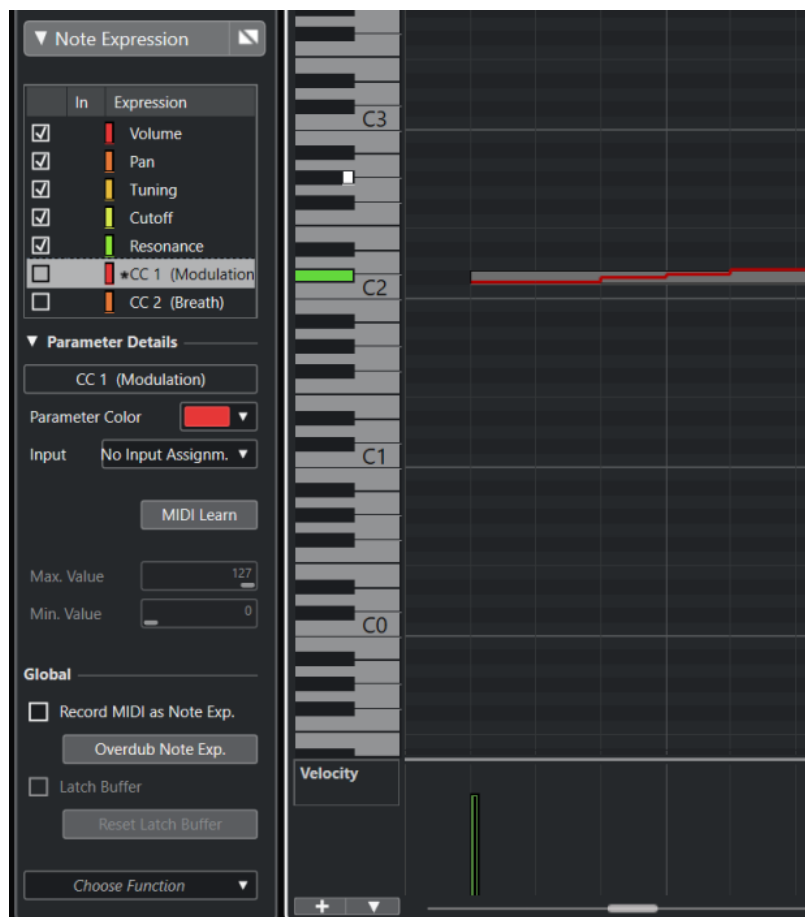 Note Expression
In Expression
Volume
Pan
Tuning
Cutoff
Resonance
*CC 1 (Modulation
CC 2 (Breath)
Parameter Details
CC 1 (Modulation)
Parameter Color
Input No Input Assignm.
MIDI Learn
Max. Value 127
Min. Value 0
Global
Record MIDI as Note Exp.
Overdub Note Exp.
Latch Buffer
Reset Latch Buffer
Choose Function
C3
C2
C1
C0
Velocity